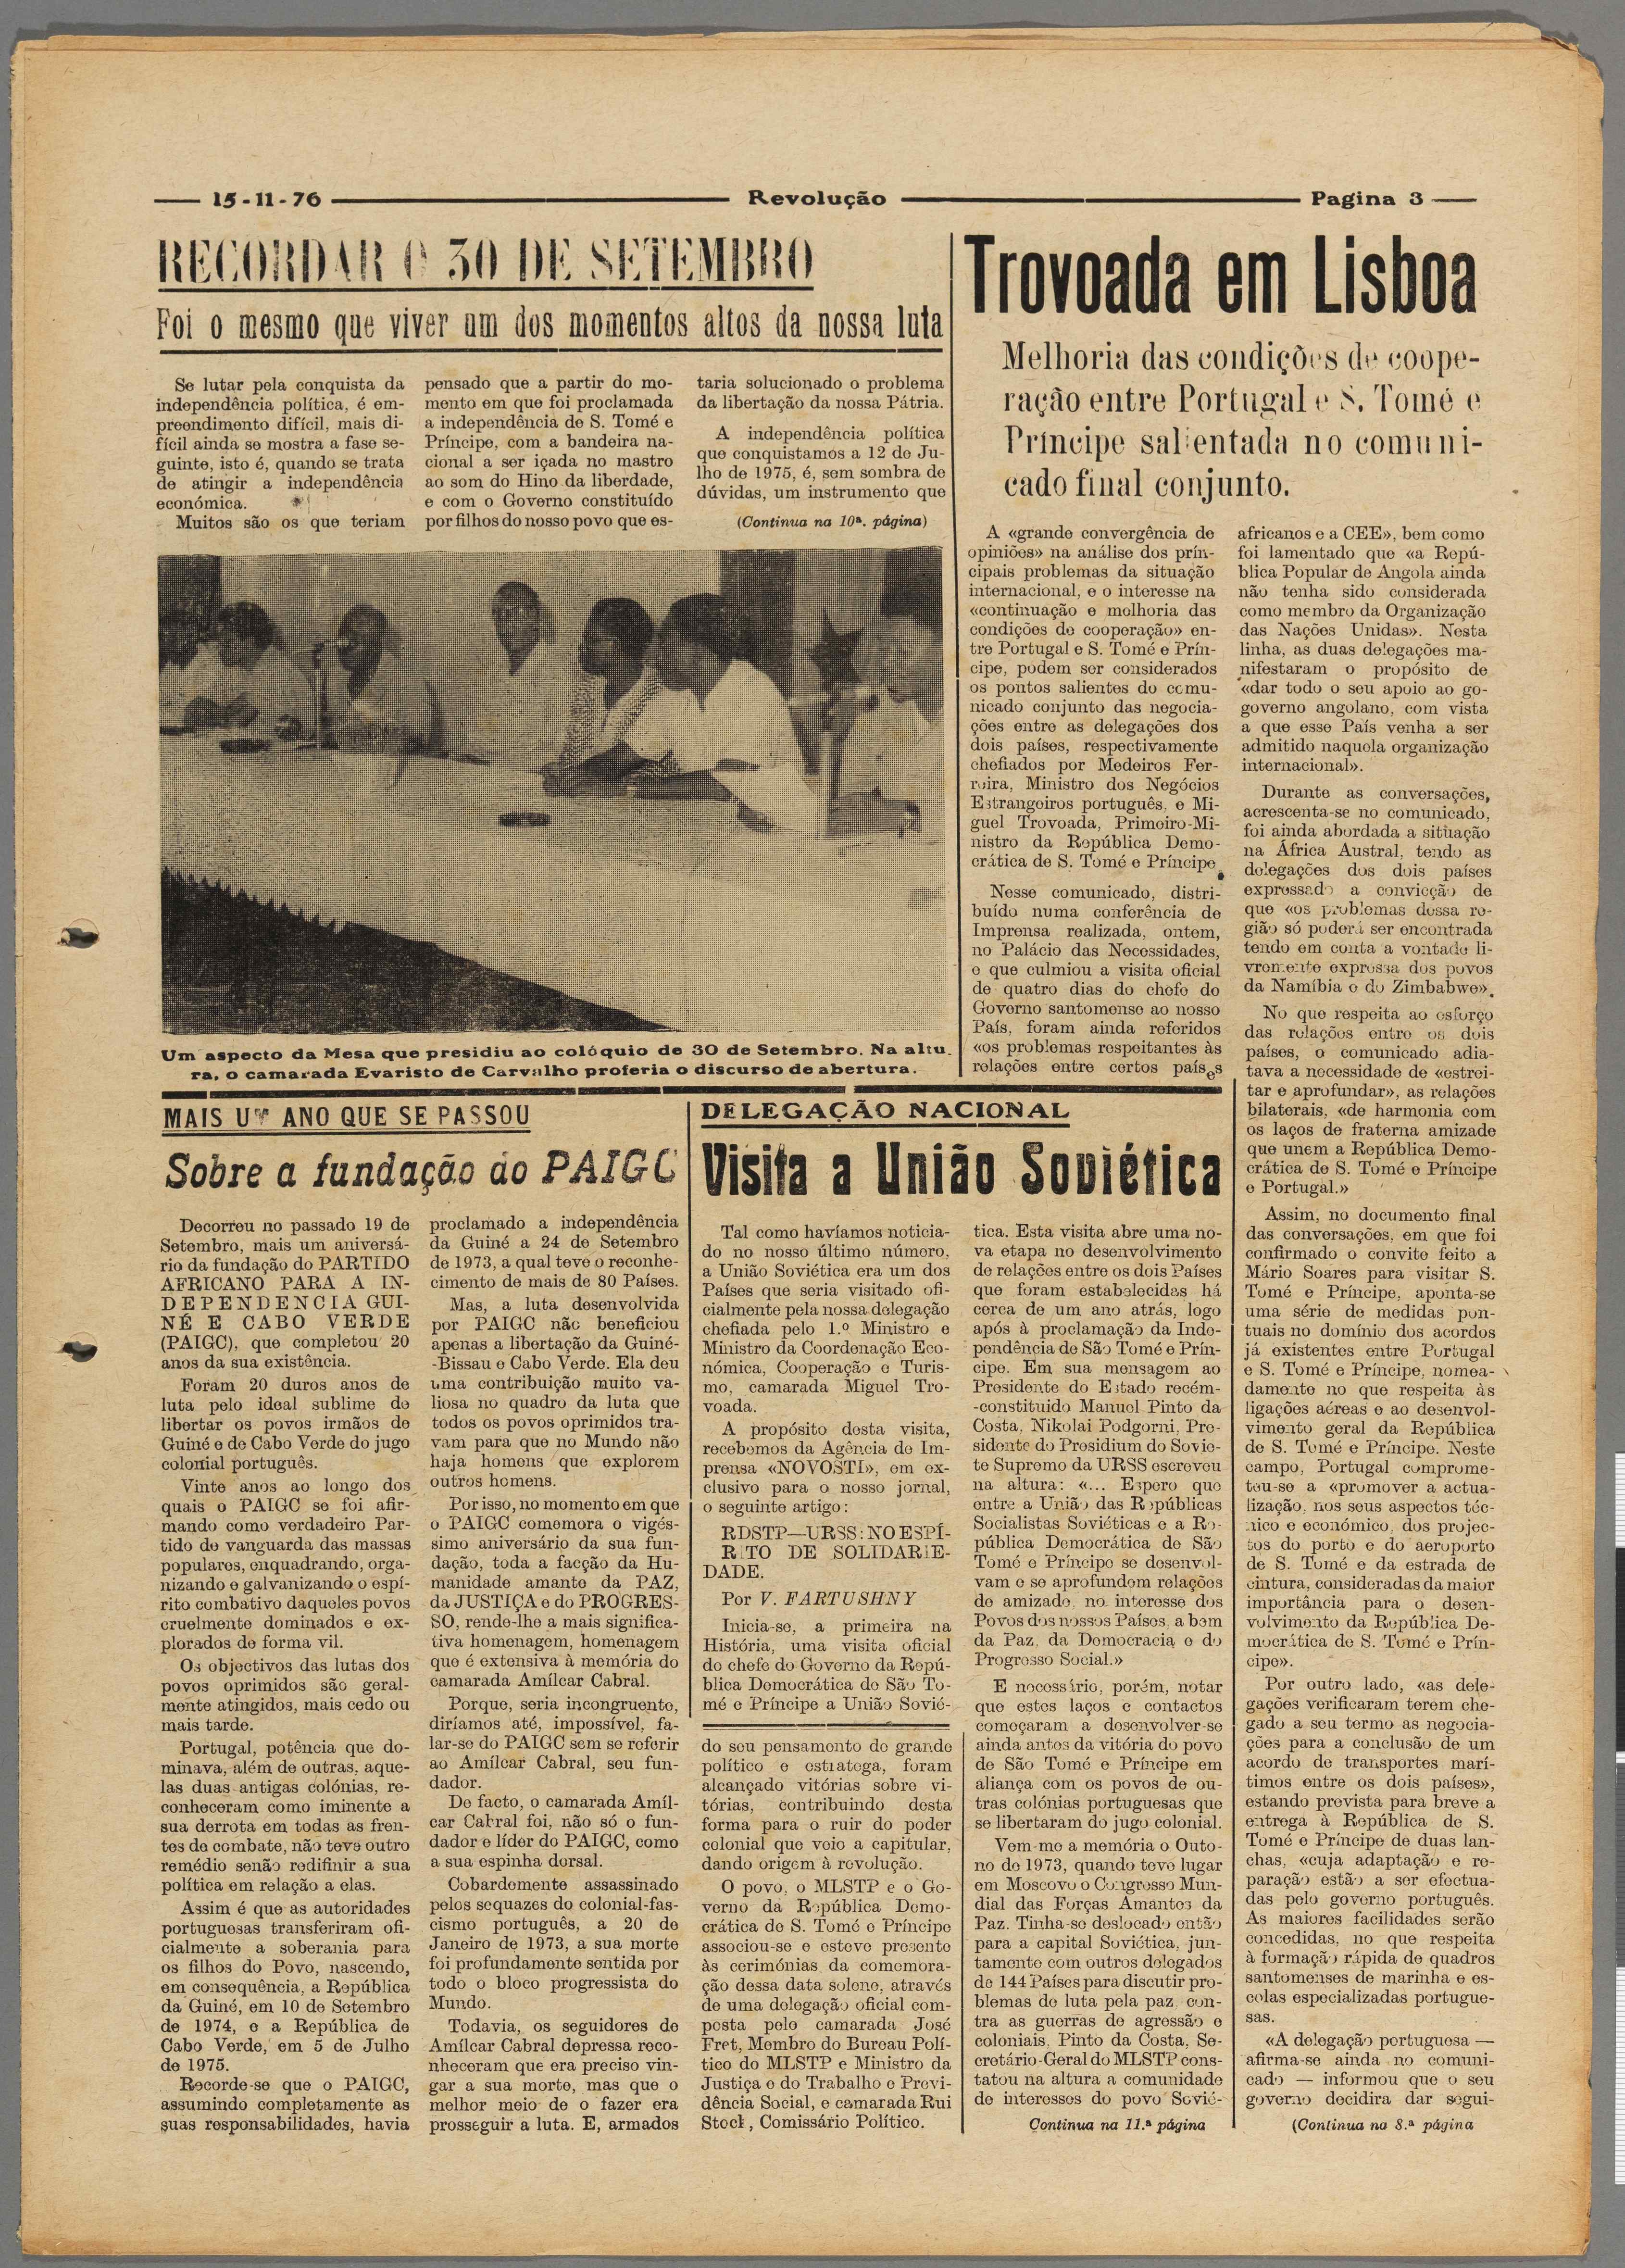 15-11-76 Revolução Pagina 3
RECORDAR O 30 DE SETEMBRO
Foi o mesmo que viver um dos momentos altos da nossa luta
Se lutar pela conquista da
independência política, é em-
preendimento difícil, mais di-
fícil ainda se mostra a fase se-
guinte, isto é, quando se trata
de atingir a independência
económica.
Muitos são os que teriam
pensado que a partir do mo-
mento em que foi proclamada
a independência de S. Tomé e
Príncipe, com a bandeira na-
cional a ser içada no mastro
ao som do Hino da liberdade,
e com o Governo constituído
por filhos do nosso povo que es-
taria solucionado o problema
da libertação da nossa Pátria.
A independência política
que conquistamos a 12 de Ju-
lho de 1975, é, sem sombra de
dúvidas, um instrumento que
(Continua na 10ª. página)
Um aspecto da Mesa que presidiu ao colóquio de 30 de Setembro. Na altu.
ra, o camarada Evaristo de Carvalho proferia o discurso de abertura.
Trovoada em Lisboa
Melhoria das condições de coope-
ração entre Portugal e S. Tomé e
Príncipe salientada no comuni-
cado final conjunto.
A «grande convergência de
opiniões» na análise dos prín-
cipais problemas da situação
internacional, e o interesse na
«continuação e melhoria das
condições de cooperação» en-
tre Portugal e S. Tomé e Prín-
cipe, podem ser considerados
os pontos salientes do comu-
nicado conjunto das negocia-
ções entre as delegações dos
dois países, respectivamente
chefiados por Medeiros Fer-
reira, Ministro dos Negócios
Estrangeiros português, e Mi-
guel Trovoada, Primeiro-Mi-
nistro da República Demo-
crática de S. Tomé e Príncipe.
Nesse comunicado, distri-
buído numa conferência de
Imprensa realizada, ontem,
no Palácio das Necessidades,
e que culmiou a visita oficial
de quatro dias do chefe do
Governo santomense ao nosso
País, foram ainda referidos
«os problemas respeitantes às
relações entre certos países
africanos e a CEE», bem como
foi lamentado que «a Repú-
blica Popular de Angola ainda
não tenha sido considerada
como membro da Organização
das Nações Unidas». Nesta
linha, as duas delegações ma-
nifestaram o propósito de
«dar todo o seu apoio ao go-
governo angolano, com vista
a que esse País venha a ser
admitido naquela organização
internacional».
Durante as conversações,
acrescenta-se no comunicado,
foi ainda abordada a situação
na África Austral, tendo as
delegações dos dois países
expressado a convicção de
que «os problemas dessa re-
gião só poderá ser encontrada
tendo em conta a vontade li-
vremente expressa dos povos
da Namíbia e do Zimbabwe».
No que respeita ao esforço
das relações entre os dois
países, o comunicado adia-
tava a necessidade de «estrei-
tar e aprofundar», as relações
bilaterais, «de harmonia com
os laços de fraterna amizade
que unem a República Demo-
crática de S. Tomé e Príncipe
e Portugal.»
Assim, no documento final
das conversações, em que foi
confirmado o convite feito a
Mário Soares para visitar S.
Tomé e Príncipe, aponta-se
uma série de medidas pon-
tuais no domínio dos acordos
já existentes entre Portugal
e S. Tomé e Príncipe, nomea-
damente no que respeita às
ligações aéreas e ao desenvol-
vimento geral da República
de S. Tomé e Príncipe. Neste
campo, Portugal comprome-
teu-se a «promover a actua-
lização, nos seus aspectos téc-
nico e económico, dos projec-
tos do porto e do aeroporto
de S. Tomé e da estrada de
cintura, consideradas da maior
importância para o desen-
volvimento da República De-
mocrática de S. Tomé e Prín-
cipe».
Por outro lado, «as dele-
gações verificaram terem che-
gado a seu termo as negocia-
ções para a conclusão de um
acordo de transportes marí-
timos entre os dois países»,
estando prevista para breve a
entrega à República de S.
Tomé e Príncipe de duas lan-
chas, «cuja adaptação e re-
paração estão a ser efectua-
das pelo governo português.
As maiores facilidades serão
concedidas, no que respeita
à formação rápida de quadros
santomenses de marinha e es-
colas especializadas portugue-
sas.
«A delegação portuguesa —
afirma-se ainda no comuni-
cado — informou que o seu
governo decidira dar segui-
(Continua na 8.ª página
MAIS UM ANO QUE SE PASSOU
Sobre a fundação do PAIGC
Decorreu no passado 19 de
Setembro, mais um aniversá-
rio da fundação do PARTIDO
AFRICANO PARA A IN-
DEPENDENCIA GUI-
NÉ E CABO VERDE
(PAIGC), que completou 20
anos da sua existência.
Foram 20 duros anos de
luta pelo ideal sublime de
libertar os povos irmãos de
Guiné e de Cabo Verde do jugo
colonial português.
Vinte anos ao longo dos
quais o PAIGC se foi afir-
mando como verdadeiro Par-
tido de vanguarda das massas
populares, enquadrando, orga-
nizando e galvanizando o espí-
rito combativo daqueles povos
cruelmente dominados e ex-
plorados de forma vil.
Os objectivos das lutas dos
povos oprimidos são geral-
mente atingidos, mais cedo ou
mais tarde.
Portugal, potência que do-
minava, além de outras, aque-
las duas antigas colónias, re-
conheceram como iminente a
sua derrota em todas as fren-
tes de combate, não teve outro
remédio senão redifinir a sua
política em relação a elas.
Assim é que as autoridades
portuguesas transferiram ofi-
cialmente a soberania para
os filhos do Povo, nascendo,
em consequência, a República
da Guiné, em 10 de Setembro
de 1974, e a República de
Cabo Verde, em 5 de Julho
de 1975.
Recorde-se que o PAIGC,
assumindo completamente as
suas responsabilidades, havia
proclamado a independência
da Guiné a 24 de Setembro
de 1973, a qual teve o reconhe-
cimento de mais de 80 Países.
Mas, a luta desenvolvida
por PAIGC não beneficiou
apenas a libertação da Guiné-
-Bissau e Cabo Verde. Ela deu
uma contribuição muito va-
liosa no quadro da luta que
todos os povos oprimidos tra-
vam para que no Mundo não
haja homens que explorem
outros homens.
Por isso, no momento em que
o PAIGC comemora o vigés-
simo aniversário da sua fun-
dação, toda a facção da Hu-
manidade amante da PAZ,
da JUSTIÇA e do PROGRES-
SO, rende-lhe a mais significa-
tiva homenagem, homenagem
que é extensiva à memória do
camarada Amílcar Cabral.
Porque, seria incongruente,
diríamos até, impossível, fa-
lar-se do PAIGC sem se referir
ao Amílcar Cabral, seu fun-
dador.
De facto, o camarada Amíl-
car Cabral foi, não só o fun-
dador e líder do PAIGC, como
a sua espinha dorsal.
Cobardemente assassinado
pelos sequazes do colonial-fas-
cismo português, a 20 de
Janeiro de 1973, a sua morte
foi profundamente sentida por
todo o bloco progressista do
Mundo.
Todavia, os seguidores de
Amílcar Cabral depressa reco-
nheceram que era preciso vin-
gar a sua morte, mas que o
melhor meio de o fazer era
prosseguir a luta. E, armados
do seu pensamento de grande
político e estratega, foram
alcançado vitórias sobre vi-
tórias, contribuindo desta
forma para o ruir do poder
colonial que veio a capitular,
dando origem à revolução.
O povo, o MLSTP e o Go-
verno da República Demo-
crática de S. Tomé e Príncipe
associou-se e esteve presente
às cerimónias da comemora-
ção dessa data solene, através
de uma delegação oficial com-
posta pelo camarada José
Fret, Membro do Bureau Polí-
tico do MLSTP e Ministro da
Justiça e do Trabalho e Previ-
dência Social, e camarada Rui
Stock, Comissário Político.
DELEGAÇÃO NACIONAL
Visita a União Soviética
Tal como havíamos noticia-
do no nosso último número,
a União Soviética era um dos
Países que seria visitado ofi-
cialmente pela nossa delegação
chefiada pelo 1.º Ministro e
Ministro da Coordenação Eco-
nómica, Cooperação e Turis-
mo, camarada Miguel Tro-
voada.
A propósito desta visita,
recebemos da Agência de Im-
prensa «NOVOSTI», em ex-
clusivo para o nosso jornal,
o seguinte artigo:
RDSTP—URSS: NO ESPÍ-
RITO DE SOLIDARIE-
DADE.
Por V. FARTUSHNY
Inicia-se, a primeira na
História, uma visita oficial
do chefe do Governo da Repú-
blica Democrática de São To-
mé e Príncipe a União Sovié-
tica. Esta visita abre uma no-
va etapa no desenvolvimento
de relações entre os dois Países
que foram estabelecidas há
cerca de um ano atrás, logo
após à proclamação da Inde-
pendência de São Tomé e Prín-
cipe. Em sua mensagem ao
Presidente do Estado recém-
-constituido Manuel Pinto da
Costa, Nikolai Podgorni, Pre-
sidente do Presidium do Sovie-
te Supremo da URSS escreveu
na altura: «... Espero que
entre a União das Repúblicas
Socialistas Soviéticas e a Re-
pública Democrática de São
Tomé e Príncipe se desenvol-
vam e se aprofundem relações
de amizade, no interesse dos
Povos dos nossos Países, a bem
da Paz, da Democracia e do
Progresso Social.»
E necessário, porém, notar
que estes laços e contactos
começaram a desenvolver-se
ainda antes da vitória do povo
de São Tomé e Príncipe em
aliança com os povos de ou-
tras colónias portuguesas que
se libertaram do jugo colonial.
Vem-me a memória o Outo-
no de 1973, quando teve lugar
em Moscovo o Congresso Mun-
dial das Forças Amantes da
Paz. Tinha-se deslocado então
para a capital Soviética, jun-
tamente com outros delegados
de 144 Países para discutir pro-
blemas de luta pela paz, con-
tra as guerras de agressão e
coloniais, Pinto da Costa, Se-
cretário-Geral do MLSTP cons-
tatou na altura a comunidade
de interesses do povo Sovié-
Continua na 11.ª página